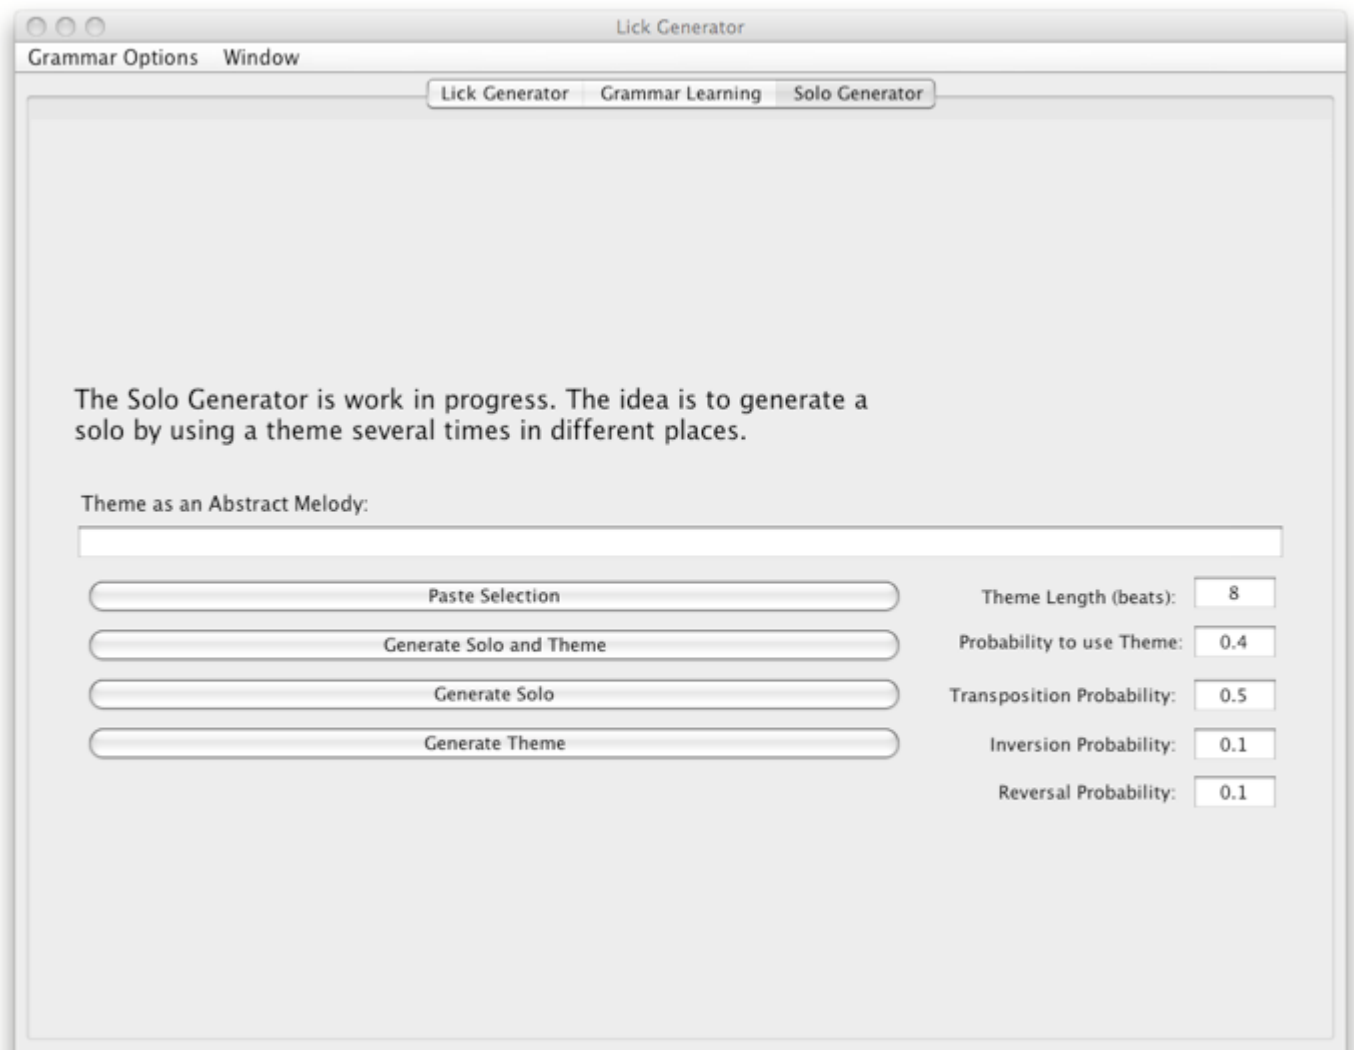 Lick Generator
Grammar Options Window
Lick Generator Grammar Learning Solo Generator
The Solo Generator is work in progress. The idea is to generate a
solo by using a theme several times in different places.
Theme as an Abstract Melody:
Paste Selection
Theme Length (beats): 8
Generate Solo and Theme
Probability to use Theme: 0.4
Generate Solo
Transposition Probability: 0.5
Generate Theme
Inversion Probability: 0.1
Reversal Probability: 0.1